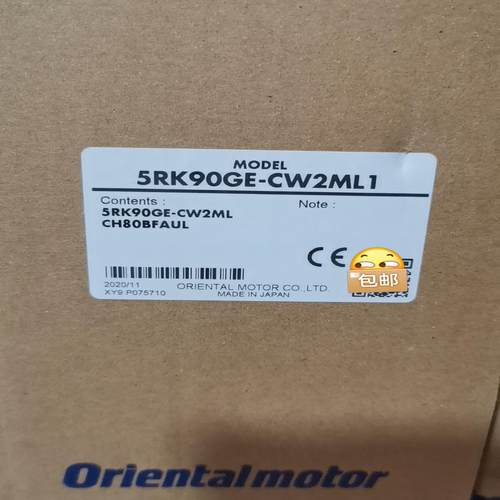 MODEL
5RK90GE-CW2ML1
Contents : Note :
5RK90GE-CW2ML
CH80BFAUL
CE
包邮
2020/11 ORIENTAL MOTOR CO.,LTD.
XY9 P075710 MADE IN JAPAN
Orientalmotor